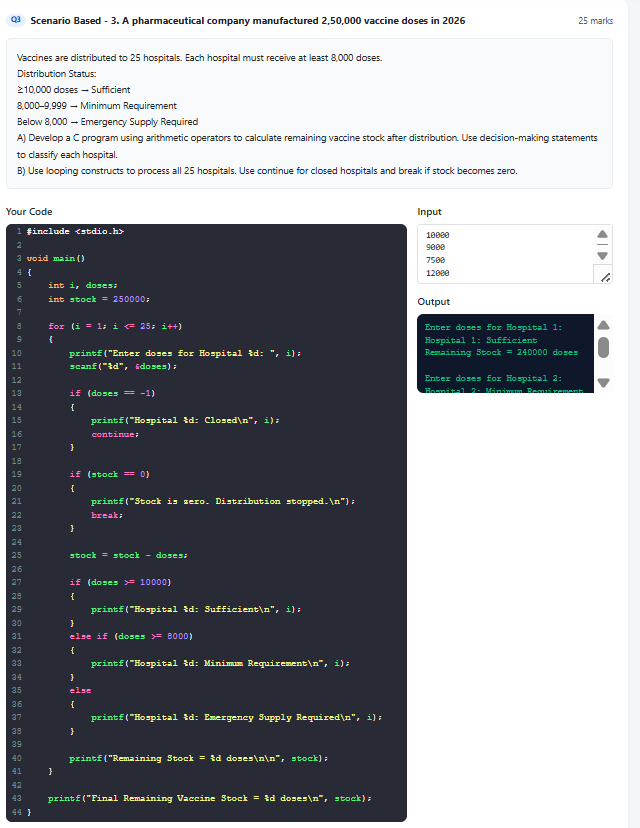 Q3 Scenario Based - 3. A pharmaceutical company manufactured 2,50,000 vaccine doses in 2026 25 marks
Vaccines are distributed to 25 hospitals. Each hospital must receive at least 8,000 doses.
Distribution Status:
≥10,000 doses → Sufficient
8,000–9,999 → Minimum Requirement
Below 8,000 → Emergency Supply Required
A) Develop a C program using arithmetic operators to calculate remaining vaccine stock after distribution. Use decision-making statements
to classify each hospital.
B) Use looping constructs to process all 25 hospitals. Use continue for closed hospitals and break if stock becomes zero.
Your Code
1 #include <stdio.h>
2
3 void main()
4 {
5     int i, doses;
6     int stock = 250000;
7
8     for (i = 1; i <= 25; i++)
9     {
10         printf("Enter doses for Hospital %d: ", i);
11         scanf("%d", &doses);
12
13         if (doses == -1)
14         {
15             printf("Hospital %d: Closed\n", i);
16             continue;
17         }
18
19         if (stock == 0)
20         {
21             printf("Stock is zero. Distribution stopped.\n");
22             break;
23         }
24
25         stock = stock - doses;
26
27         if (doses >= 10000)
28         {
29             printf("Hospital %d: Sufficient\n", i);
30         }
31         else if (doses >= 8000)
32         {
33             printf("Hospital %d: Minimum Requirement\n", i);
34         }
35         else
36         {
37             printf("Hospital %d: Emergency Supply Required\n", i);
38         }
39
40         printf("Remaining Stock = %d doses\n\n", stock);
41     }
42
43     printf("Final Remaining Vaccine Stock = %d doses\n", stock);
44 }
Input
10000
9000
7500
12000
Output
Enter doses for Hospital 1:
Hospital 1: Sufficient
Remaining Stock = 240000 doses
Enter doses for Hospital 2:
Hospital 2: Minimum Requirement